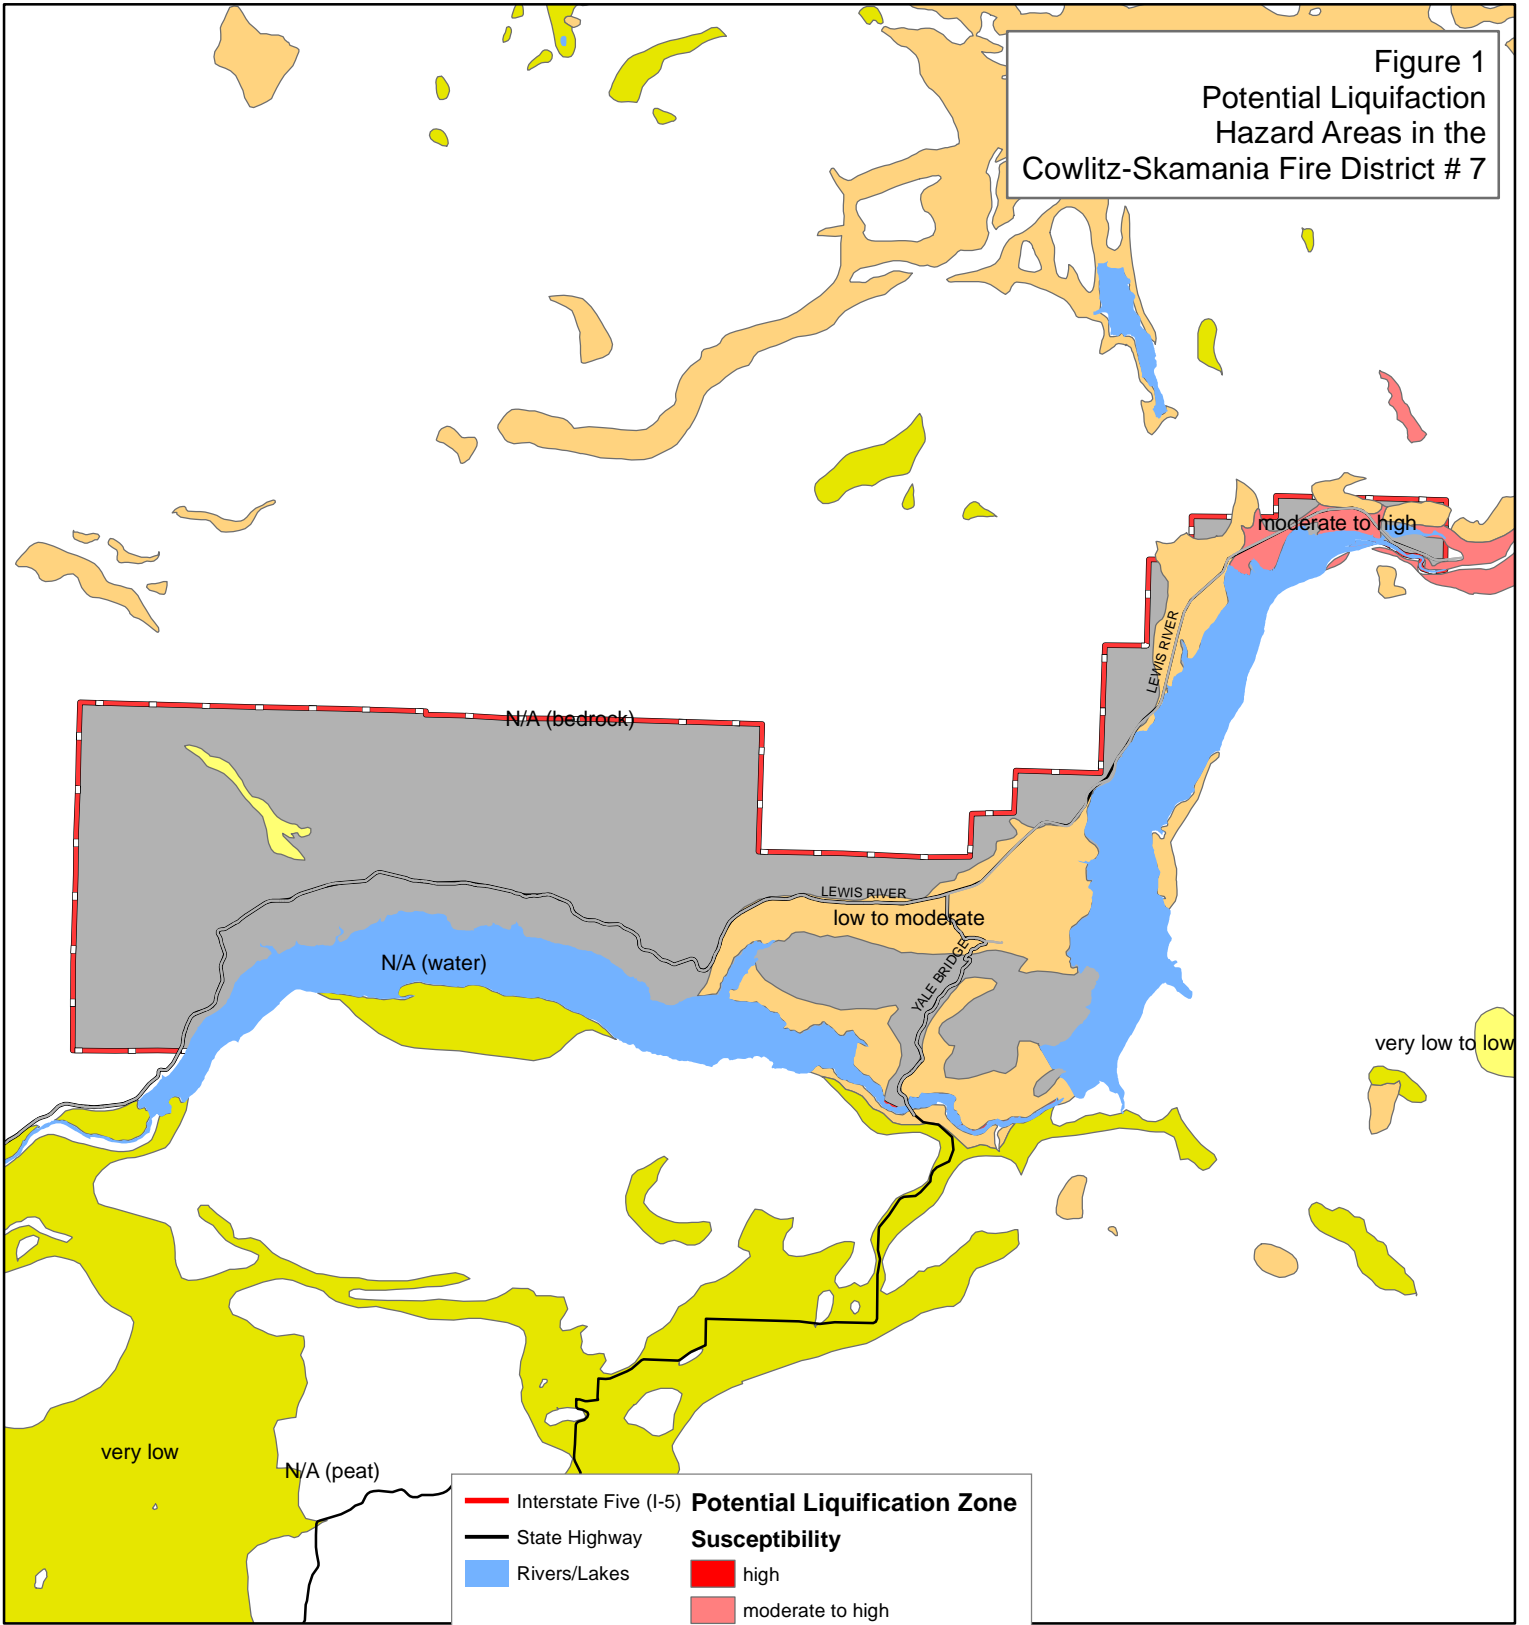 Figure 1
Potential Liquifaction
Hazard Areas in the
Cowlitz-Skamania Fire District # 7
moderate to high
LEWIS RIVER
N/A (bedrock)
LEWIS RIVER
low to moderate
YALE BRIDGE
N/A (water)
very low to low
very low
N/A (peat)
Interstate Five (I-5)
State Highway
Rivers/Lakes
Potential Liquification Zone
Susceptibility
high
moderate to high